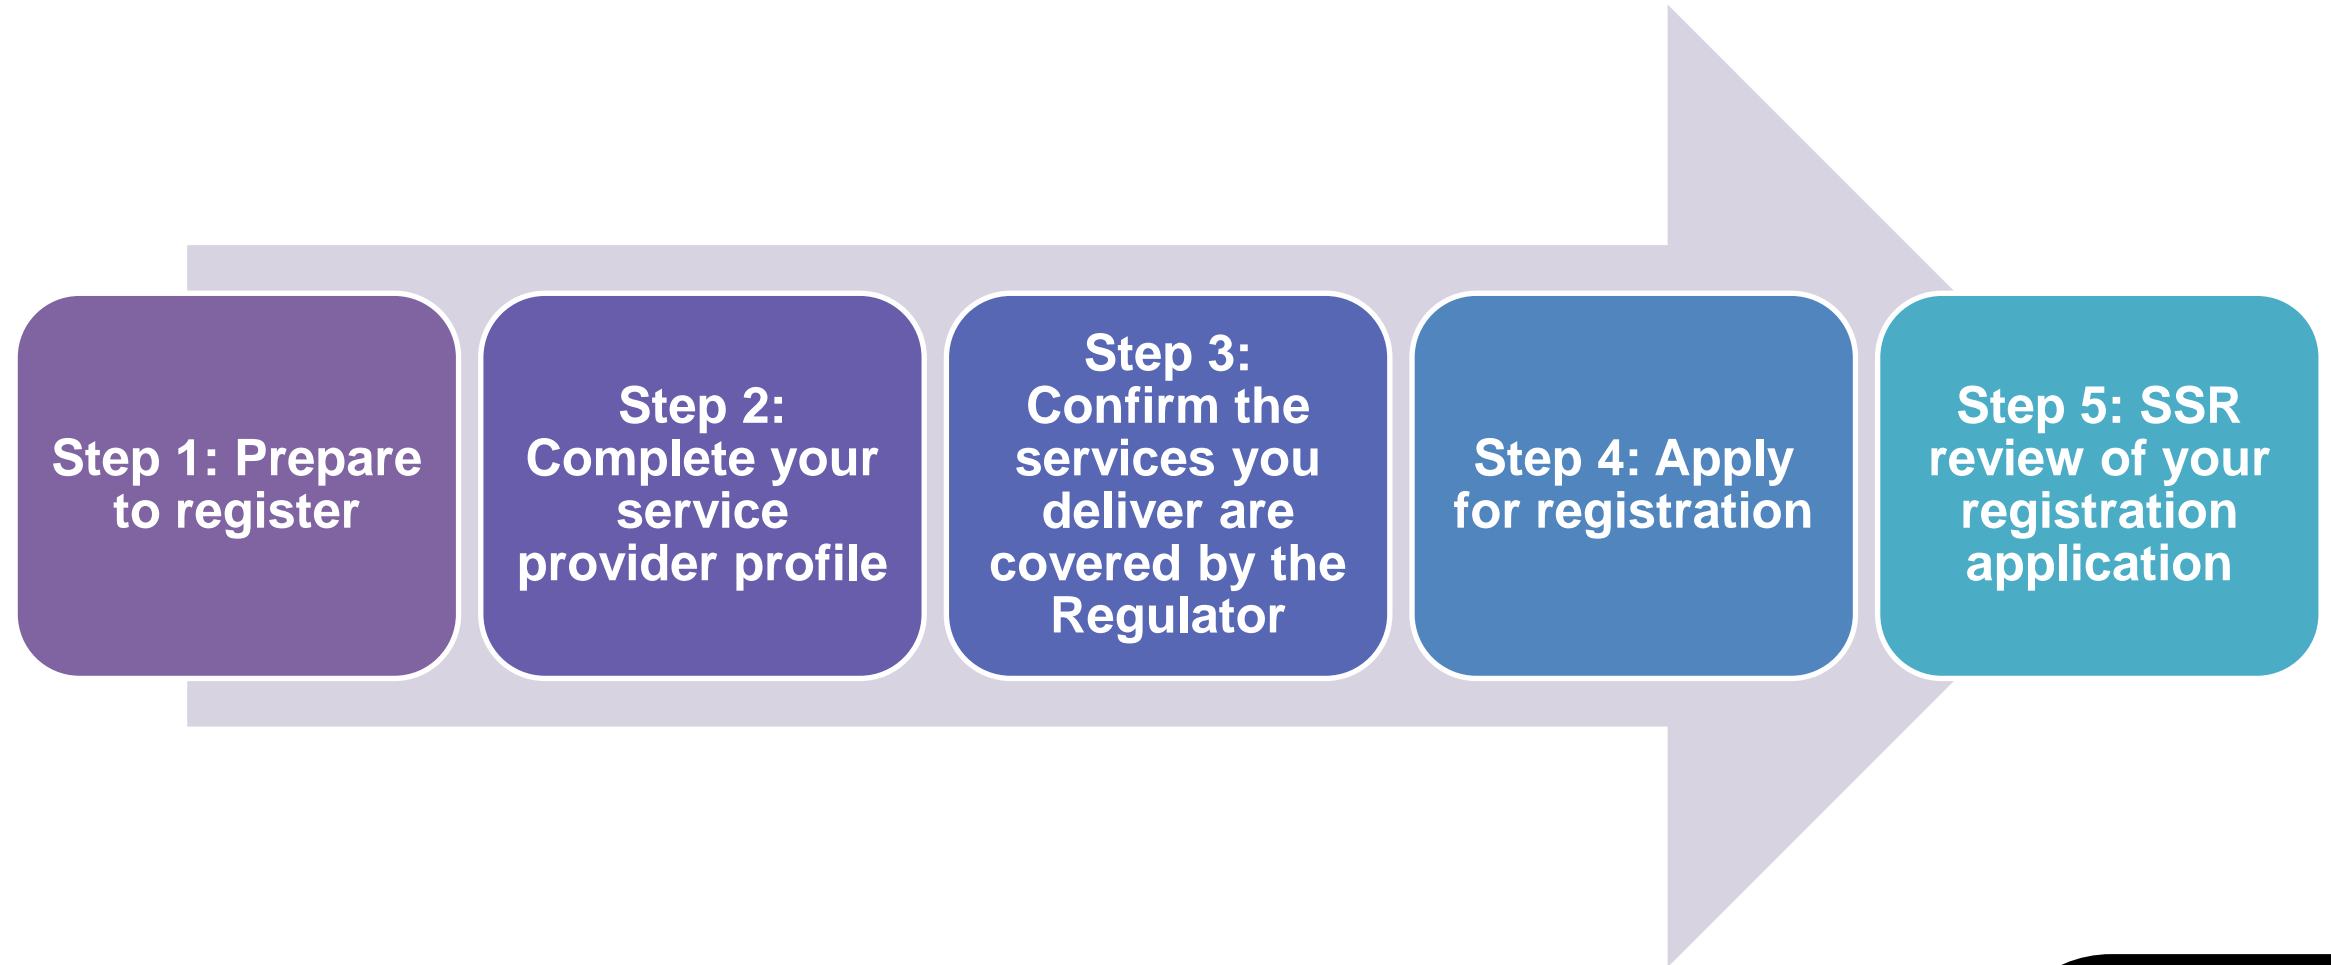 Step 1: Prepare
to register
Step 2:
Complete your
service
provider profile
Step 3:
Confirm the
services you
deliver are
covered by the
Regulator
Step 4: Apply
for registration
Step 5: SSR
review of your
registration
application